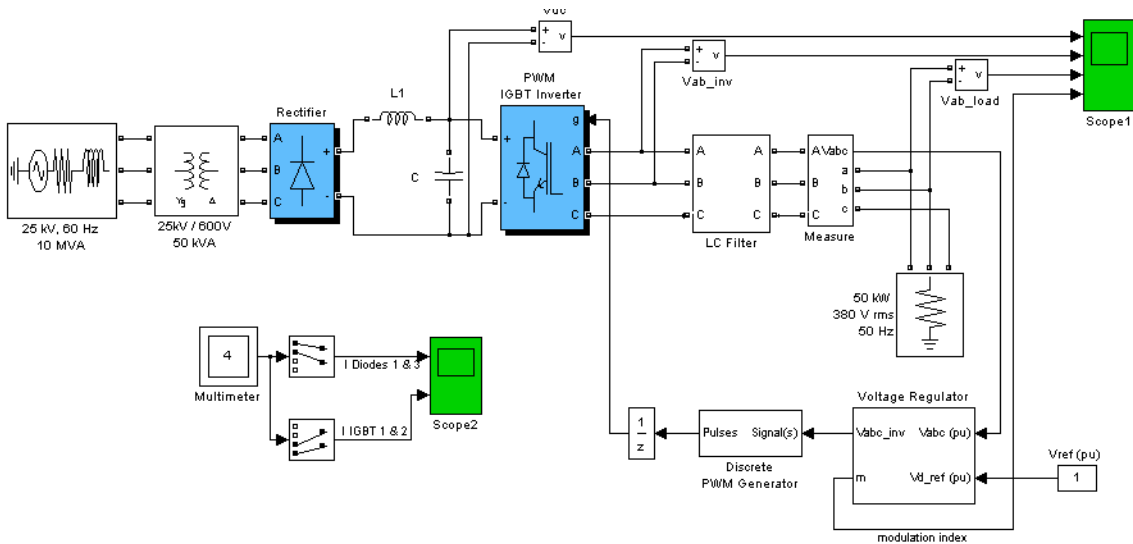 v
+
-
v
+
-
Vab_inv
+
-
v
Vab_load
Scope1
PWM
IGBT Inverter
L1
Rectifier
A
B
C
+
-
C
+
-
g
A
B
C
A
B
C
A
B
C
LC Filter
A
B
C
Vabc
a
b
c
Measure
Yg
Δ
25 kV, 60 Hz
10 MVA
25kV / 600V
50 kVA
50 kW
380 V rms
50 Hz
4
Multimeter
I Diodes 1 & 3
I IGBT 1 & 2
Scope2
1
z
Pulses
Signal(s)
Discrete
PWM Generator
Voltage Regulator
Vabc_inv
Vabc (pu)
m
Vd_ref (pu)
Vref (pu)
1
modulation index